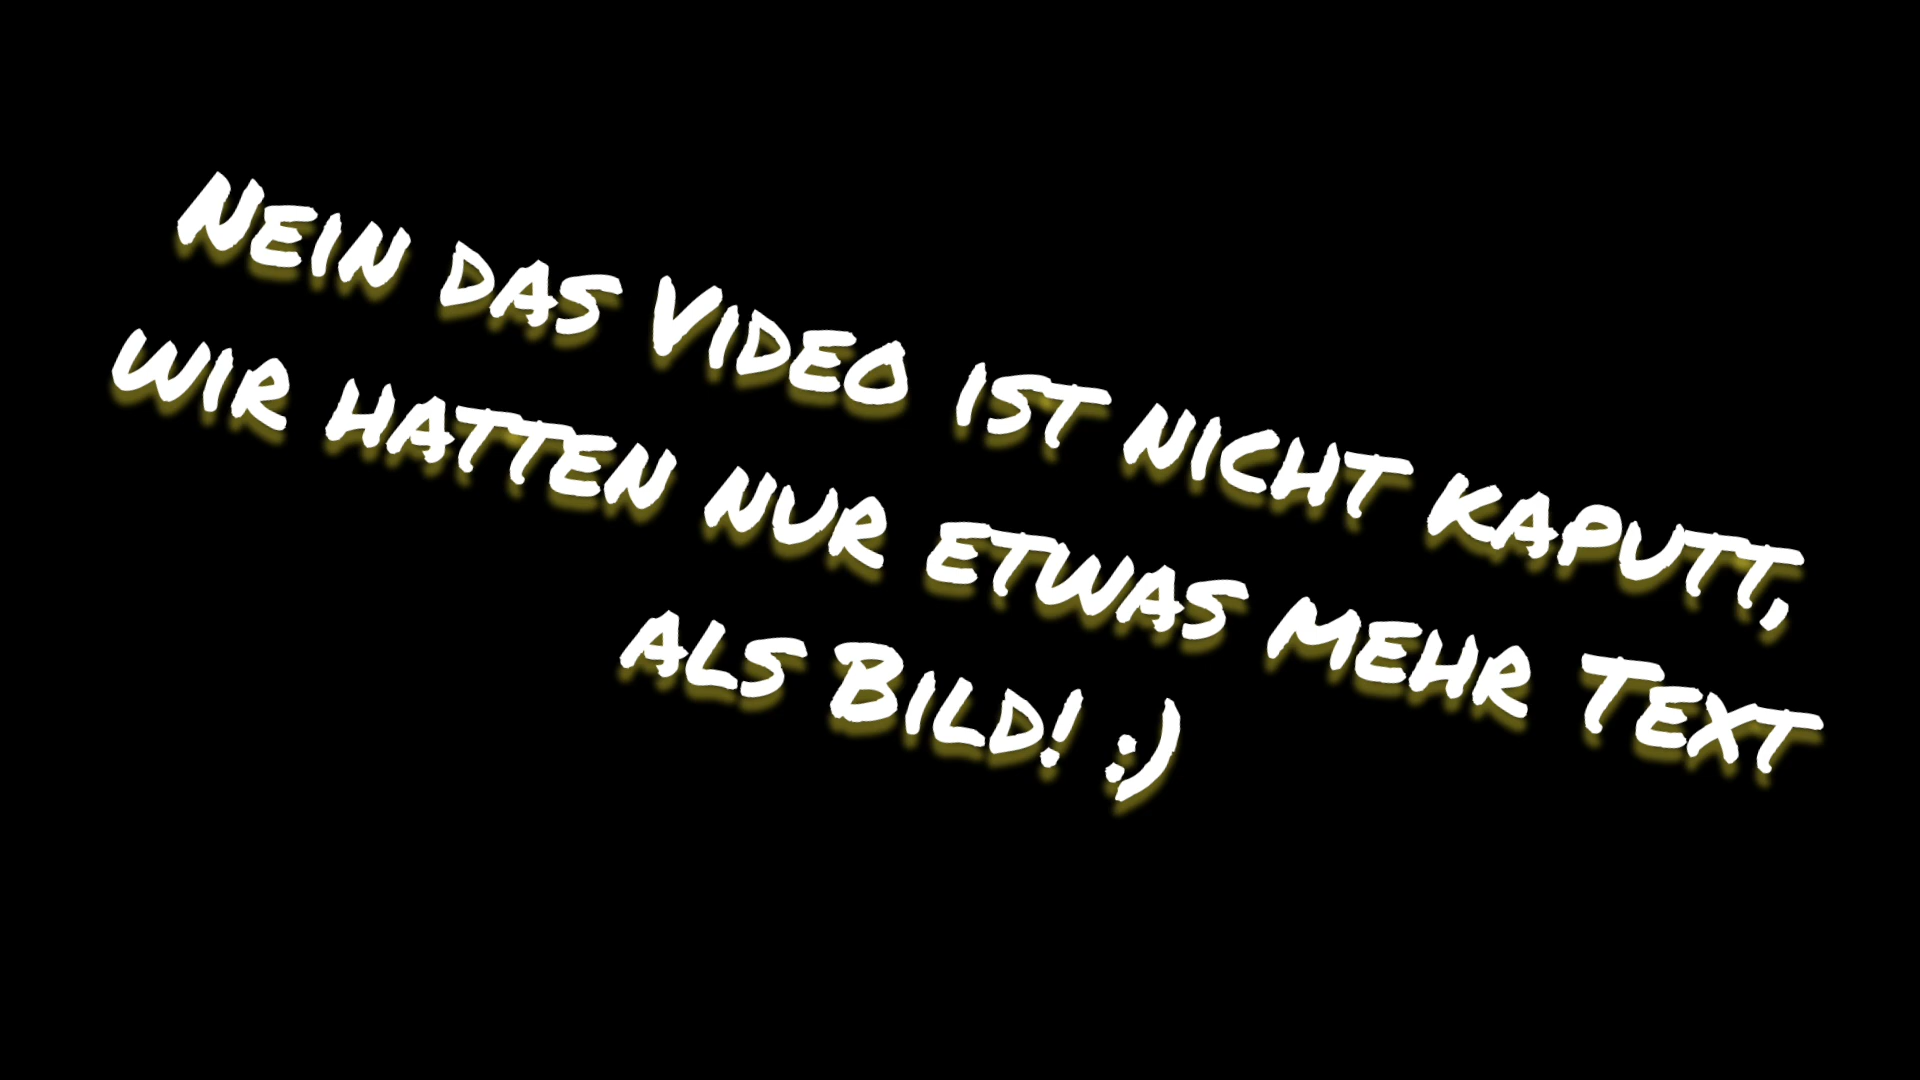 Nein das Video ist nicht kaputt,
wir hatten nur etwas mehr Text
als Bild! :)